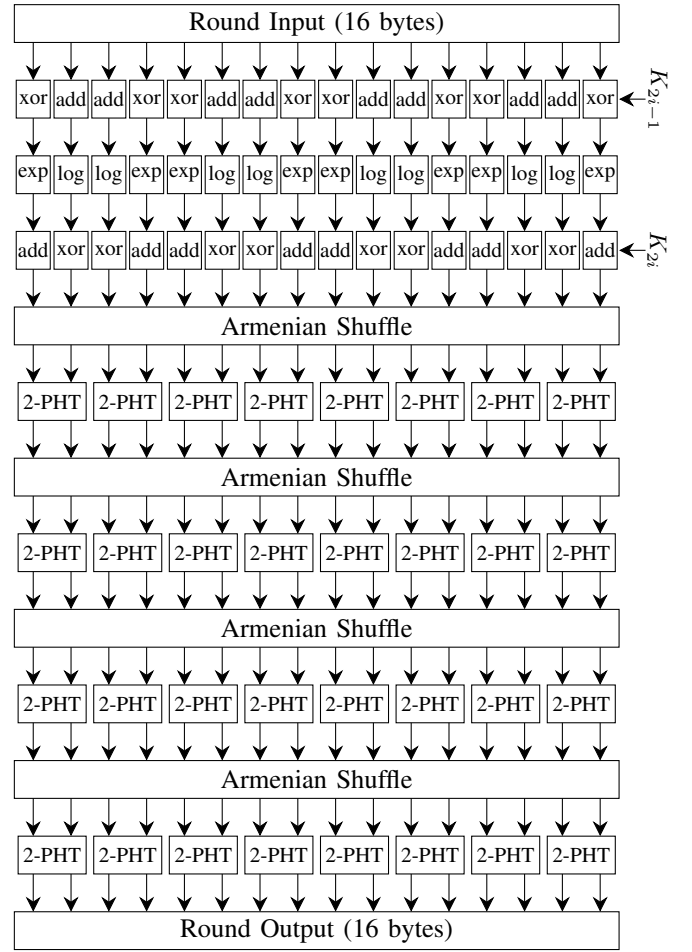 Round Input (16 bytes)
xor add add xor xor add add xor xor add add xor xor add add xor K_{2i−1}
exp log log exp exp log log exp exp log log exp exp log log exp
add xor xor add add xor xor add add xor xor add add xor xor add K_{2i}
Armenian Shuffle
2-PHT 2-PHT 2-PHT 2-PHT 2-PHT 2-PHT 2-PHT 2-PHT
Armenian Shuffle
2-PHT 2-PHT 2-PHT 2-PHT 2-PHT 2-PHT 2-PHT 2-PHT
Armenian Shuffle
2-PHT 2-PHT 2-PHT 2-PHT 2-PHT 2-PHT 2-PHT 2-PHT
Armenian Shuffle
2-PHT 2-PHT 2-PHT 2-PHT 2-PHT 2-PHT 2-PHT 2-PHT
Round Output (16 bytes)